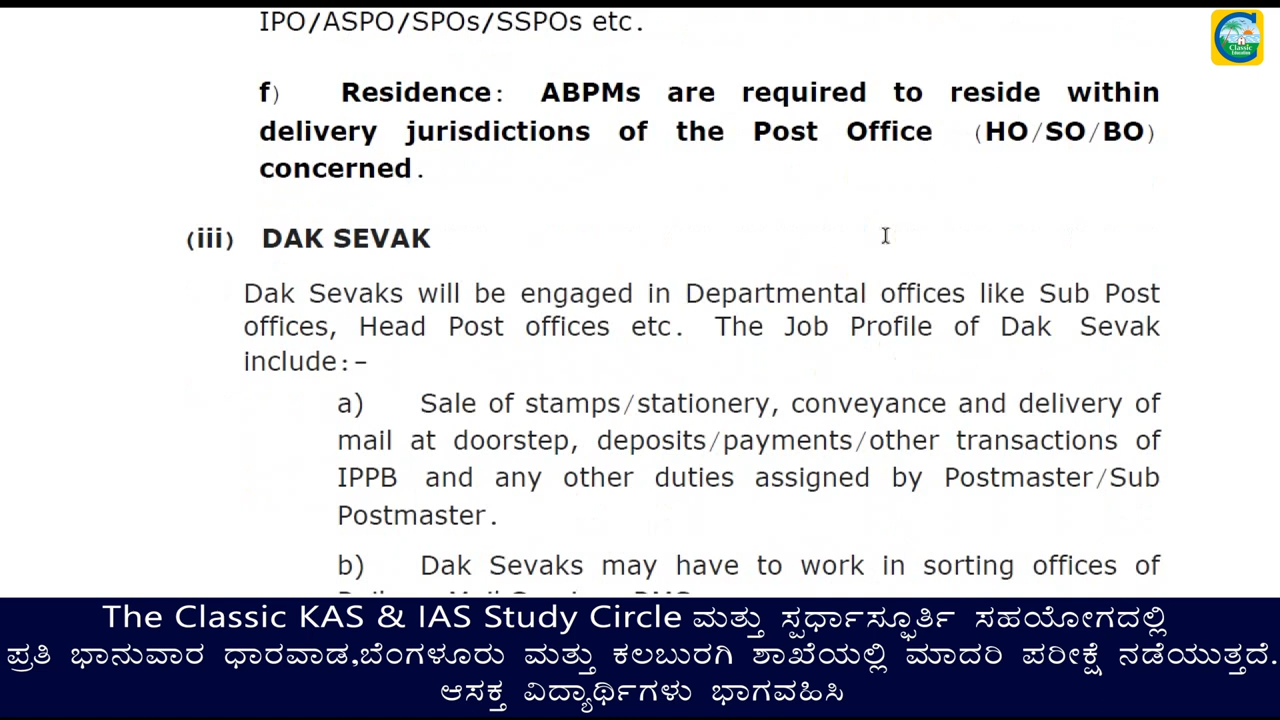 IPO/ASPO/SPOs/SSPOs etc.
f) Residence: ABPMs are required to reside within
delivery jurisdictions of the Post Office (HO/SO/BO)
concerned.
(iii) DAK SEVAK
Dak Sevaks will be engaged in Departmental offices like Sub Post
offices, Head Post offices etc. The Job Profile of Dak Sevak
include:-
a) Sale of stamps/stationery, conveyance and delivery of
mail at doorstep, deposits/payments/other transactions of
IPPB and any other duties assigned by Postmaster/Sub
Postmaster.
b) Dak Sevaks may have to work in sorting offices of
The Classic KAS & IAS Study Circle ಮತ್ತು ಸ್ಪರ್ಧಾಸ್ಫೂರ್ತಿ ಸಹಯೋಗದಲ್ಲಿ
ಪ್ರತಿ ಭಾನುವಾರ ಧಾರವಾಡ,ಬೆಂಗಳೂರು ಮತ್ತು ಕಲಬುರಗಿ ಶಾಖೆಯಲ್ಲಿ ಮಾದರಿ ಪರೀಕ್ಷೆ ನಡೆಯುತ್ತದೆ.
ಆಸಕ್ತ ವಿದ್ಯಾರ್ಥಿಗಳು ಭಾಗವಹಿಸಿ
Classic
Education